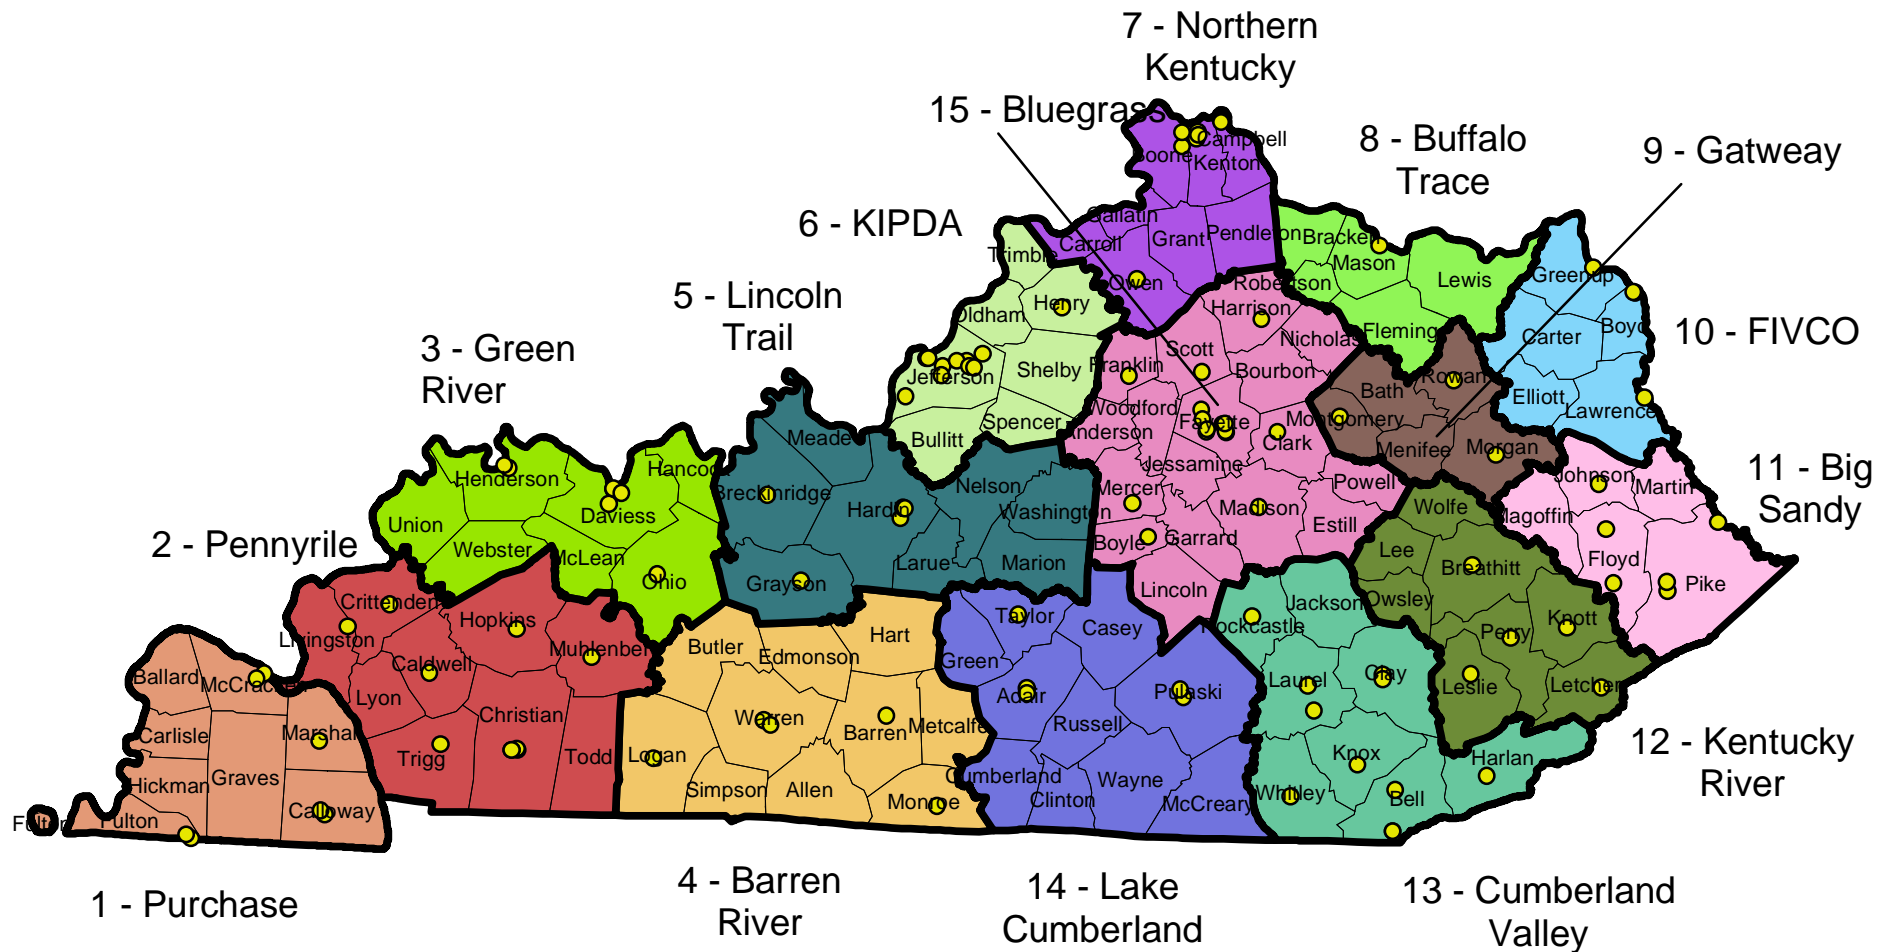 7 - Northern
Kentucky
15 - Bluegrass
8 - Buffalo
Trace
9 - Gatweay
6 - KIPDA
5 - Lincoln
Trail
3 - Green
River
10 - FIVCO
11 - Big
Sandy
2 - Pennyrile
12 - Kentucky
River
1 - Purchase
4 - Barren
River
14 - Lake
Cumberland
13 - Cumberland
Valley
Campbell
Boone
Kenton
Gallatin
Carroll
Grant
Pendleton
Owen
Bracken
Mason
Robertson
Lewis
Fleming
Greenup
Carter
Boyd
Elliott
Lawrence
Trimble
Henry
Oldham
Jefferson
Shelby
Spencer
Bullitt
Harrison
Nicholas
Scott
Franklin
Bourbon
Woodford
Fayette
Anderson
Clark
Jessamine
Mercer
Madison
Powell
Estill
Boyle
Garrard
Lincoln
Bath
Rowan
Montgomery
Menifee
Morgan
Johnson
Martin
Magoffin
Floyd
Pike
Wolfe
Lee
Breathitt
Owsley
Perry
Knott
Leslie
Letcher
Meade
Breckinridge
Hardin
Nelson
Washington
Larue
Marion
Grayson
Henderson
Hancoc
Union
Daviess
Webster
McLean
Ohio
Crittenden
Livingston
Hopkins
Muhlenber
Caldwell
Lyon
Christian
Trigg
Todd
Ballard
McCracken
Carlisle
Marshall
Hickman
Graves
Fulton
Fulton
Calloway
Butler
Edmonson
Hart
Warren
Barren
Metcalfe
Logan
Simpson
Allen
Monroe
Taylor
Casey
Green
Adair
Pulaski
Russell
Cumberland
Clinton
Wayne
McCreary
Jackson
Rockcastle
Laurel
Clay
Knox
Harlan
Whitley
Bell